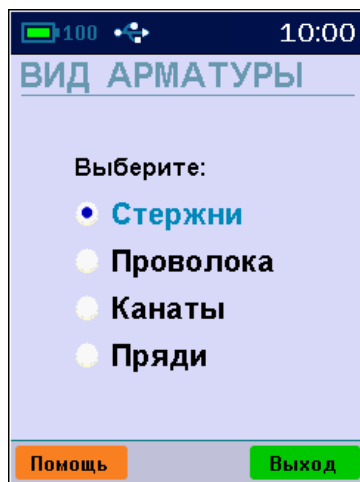 100 10:00
ВИД АРМАТУРЫ
Выберите:
Стержни
Проволока
Канаты
Пряди
Помощь Выход